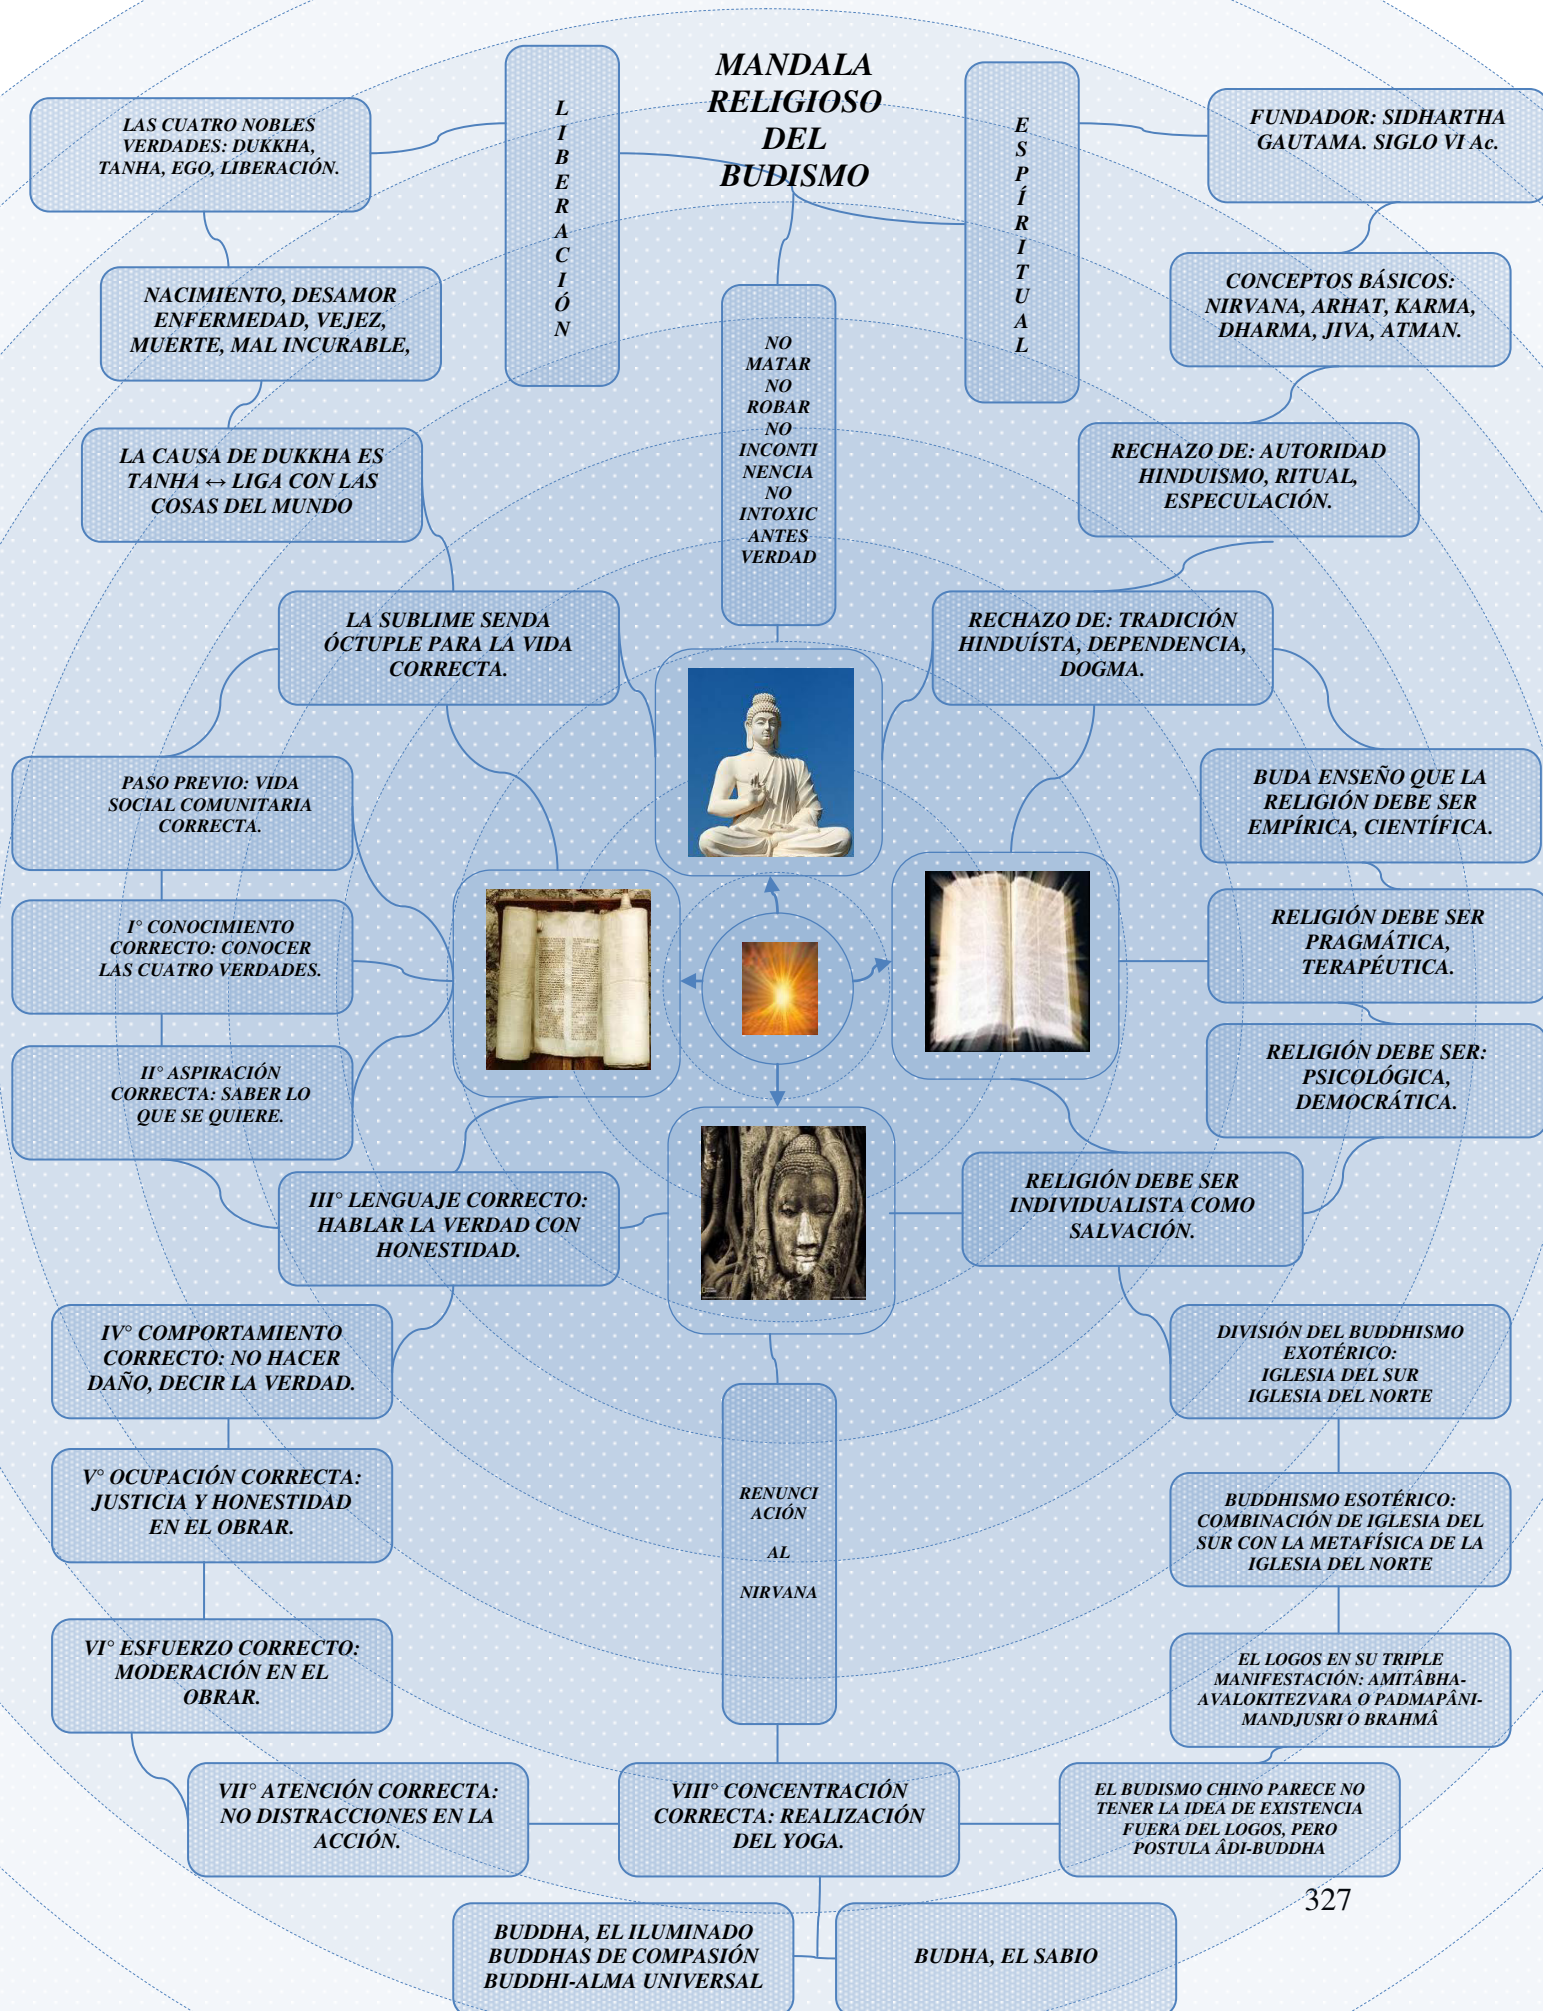 MANDALA
RELIGIOSO
DEL
BUDISMO
L
I
B
E
R
A
C
I
Ó
N
E
S
P
Í
R
I
T
U
A
L
LAS CUATRO NOBLES
VERDADES: DUKKHA,
TANHA, EGO, LIBERACIÓN.
FUNDADOR: SIDHARTHA
GAUTAMA. SIGLO VI Ac.
NACIMIENTO, DESAMOR
ENFERMEDAD, VEJEZ,
MUERTE, MAL INCURABLE,
CONCEPTOS BÁSICOS:
NIRVANA, ARHAT, KARMA,
DHARMA, JIVA, ATMAN.
NO
MATAR
NO
ROBAR
NO
INCONTI
NENCIA
NO
INTOXIC
ANTES
VERDAD
LA CAUSA DE DUKKHA ES
TANHA ↔ LIGA CON LAS
COSAS DEL MUNDO
RECHAZO DE: AUTORIDAD
HINDUISMO, RITUAL,
ESPECULACIÓN.
LA SUBLIME SENDA
ÓCTUPLE PARA LA VIDA
CORRECTA.
RECHAZO DE: TRADICIÓN
HINDUÍSTA, DEPENDENCIA,
DOGMA.
PASO PREVIO: VIDA
SOCIAL COMUNITARIA
CORRECTA.
BUDA ENSEÑO QUE LA
RELIGIÓN DEBE SER
EMPÍRICA, CIENTÍFICA.
I° CONOCIMIENTO
CORRECTO: CONOCER
LAS CUATRO VERDADES.
RELIGIÓN DEBE SER
PRAGMÁTICA,
TERAPÉUTICA.
II° ASPIRACIÓN
CORRECTA: SABER LO
QUE SE QUIERE.
RELIGIÓN DEBE SER:
PSICOLÓGICA,
DEMOCRÁTICA.
III° LENGUAJE CORRECTO:
HABLAR LA VERDAD CON
HONESTIDAD.
RELIGIÓN DEBE SER
INDIVIDUALISTA COMO
SALVACIÓN.
IV° COMPORTAMIENTO
CORRECTO: NO HACER
DAÑO, DECIR LA VERDAD.
DIVISIÓN DEL BUDDHISMO
EXOTÉRICO:
IGLESIA DEL SUR
IGLESIA DEL NORTE
V° OCUPACIÓN CORRECTA:
JUSTICIA Y HONESTIDAD
EN EL OBRAR.
RENUNCI
ACIÓN
AL
NIRVANA
BUDDHISMO ESOTÉRICO:
COMBINACIÓN DE IGLESIA DEL
SUR CON LA METAFÍSICA DE LA
IGLESIA DEL NORTE
VI° ESFUERZO CORRECTO:
MODERACIÓN EN EL
OBRAR.
EL LOGOS EN SU TRIPLE
MANIFESTACIÓN: AMITÂBHA-
AVALOKITEZVARA O PADMAPÂNI-
MANDJUSRI O BRAHMÂ
VII° ATENCIÓN CORRECTA:
NO DISTRACCIONES EN LA
ACCIÓN.
VIII° CONCENTRACIÓN
CORRECTA: REALIZACIÓN
DEL YOGA.
EL BUDISMO CHINO PARECE NO
TENER LA IDEA DE EXISTENCIA
FUERA DEL LOGOS, PERO
POSTULA ÂDI-BUDDHA
327
BUDDHA, EL ILUMINADO
BUDDHAS DE COMPASIÓN
BUDDHI-ALMA UNIVERSAL
BUDHA, EL SABIO